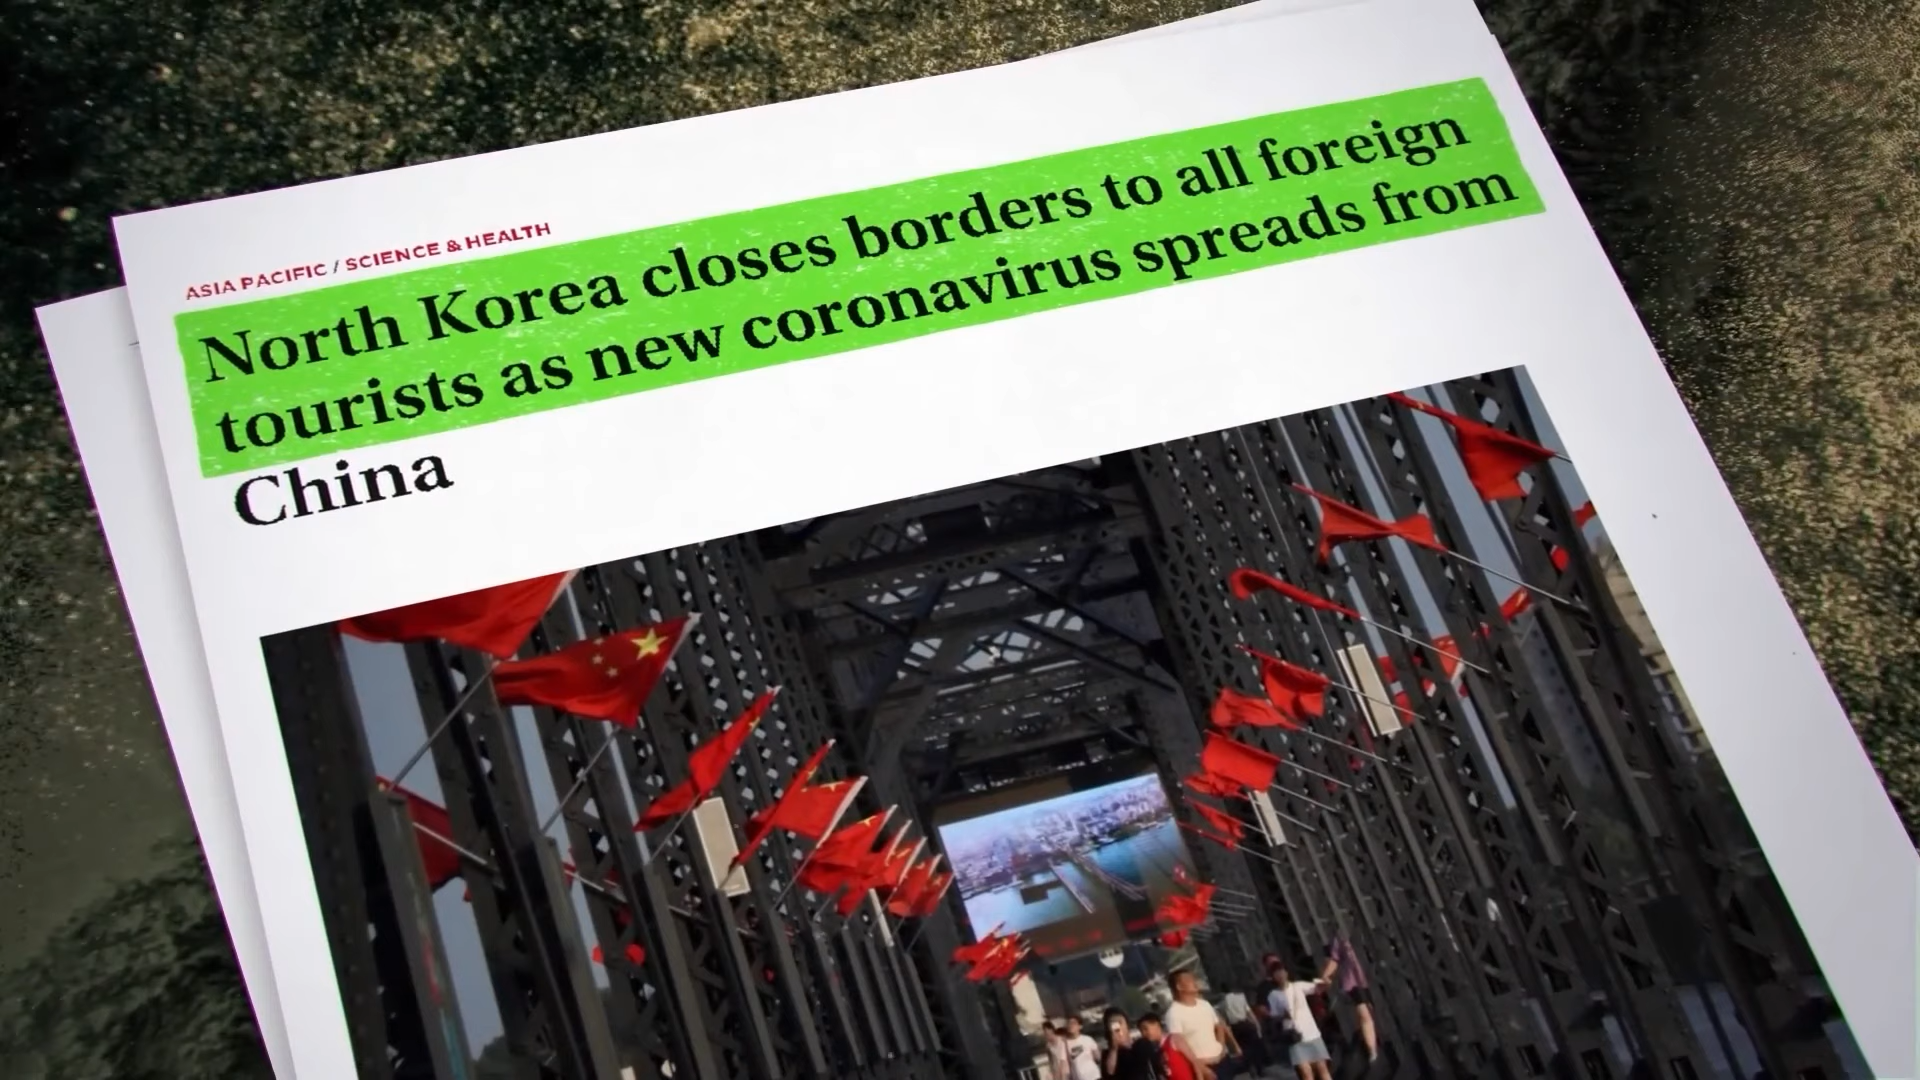 ASIA PACIFIC / SCIENCE & HEALTH
North Korea closes borders to all foreign
tourists as new coronavirus spreads from
China